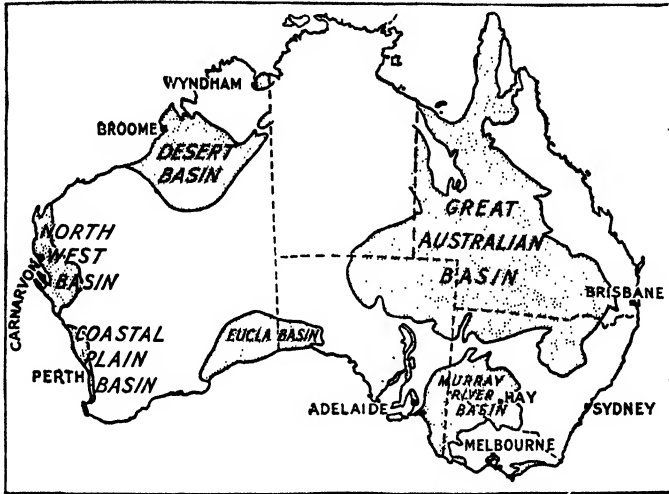 WYNDHAM
BROOME
DESERT
BASIN
NORTH
WEST
BASIN
CARNARVON
COASTAL
PLAIN
BASIN
PERTH
EUCLA BASIN
GREAT
AUSTRALIAN
BASIN
BRISBANE
MURRAY
RIVER
BASIN
HAY
ADELAIDE
SYDNEY
MELBOURNE